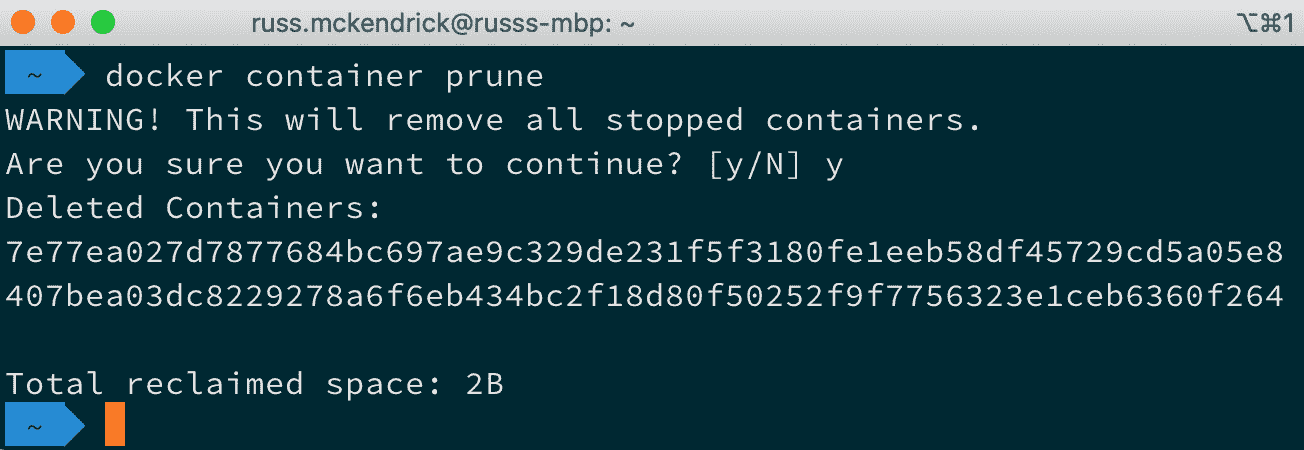 russ.mckendrick@russs-mbp: ~
⌥⌘1
~ docker container prune
WARNING! This will remove all stopped containers.
Are you sure you want to continue? [y/N] y
Deleted Containers:
7e77ea027d7877684bc697ae9c329de231f5f3180fe1eeb58df45729cd5a05e8
407bea03dc8229278a6f6eb434bc2f18d80f50252f9f7756323e1ceb6360f264
Total reclaimed space: 2B
~